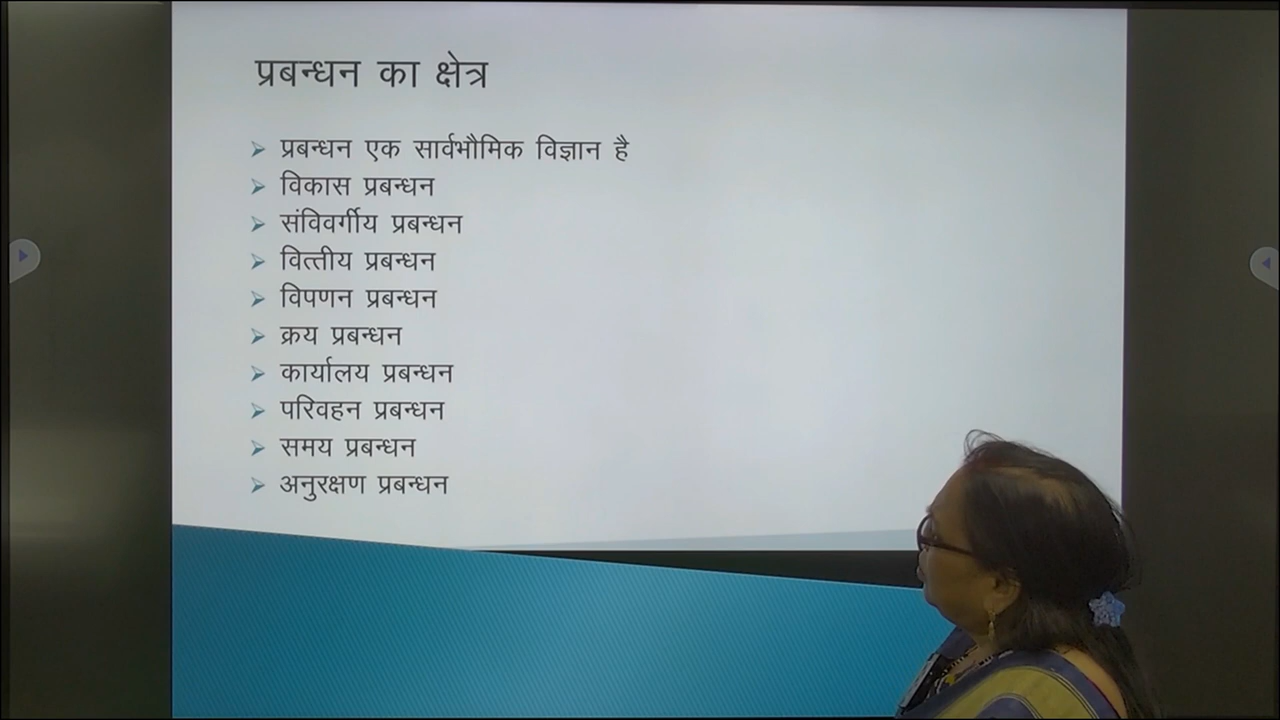 प्रबन्धन का क्षेत्र
प्रबन्धन एक सार्वभौमिक विज्ञान है
विकास प्रबन्धन
संविवर्गीय प्रबन्धन
वित्तीय प्रबन्धन
विपणन प्रबन्धन
क्रय प्रबन्धन
कार्यालय प्रबन्धन
परिवहन प्रबन्धन
समय प्रबन्धन
अनुरक्षण प्रबन्धन